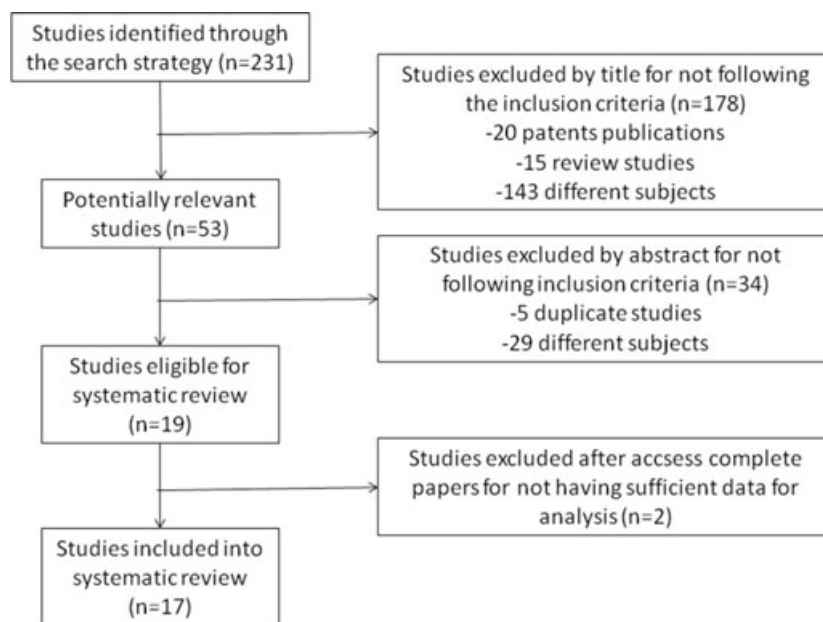 Studies identified through
the search strategy (n=231)
Studies excluded by title for not following
the inclusion criteria (n=178)
-20 patents publications
-15 review studies
-143 different subjects
Potentially relevant
studies (n=53)
Studies excluded by abstract for not
following inclusion criteria (n=34)
-5 duplicate studies
-29 different subjects
Studies eligible for
systematic review
(n=19)
Studies excluded after accsess complete
papers for not having sufficient data for
analysis (n=2)
Studies included into
systematic review
(n=17)